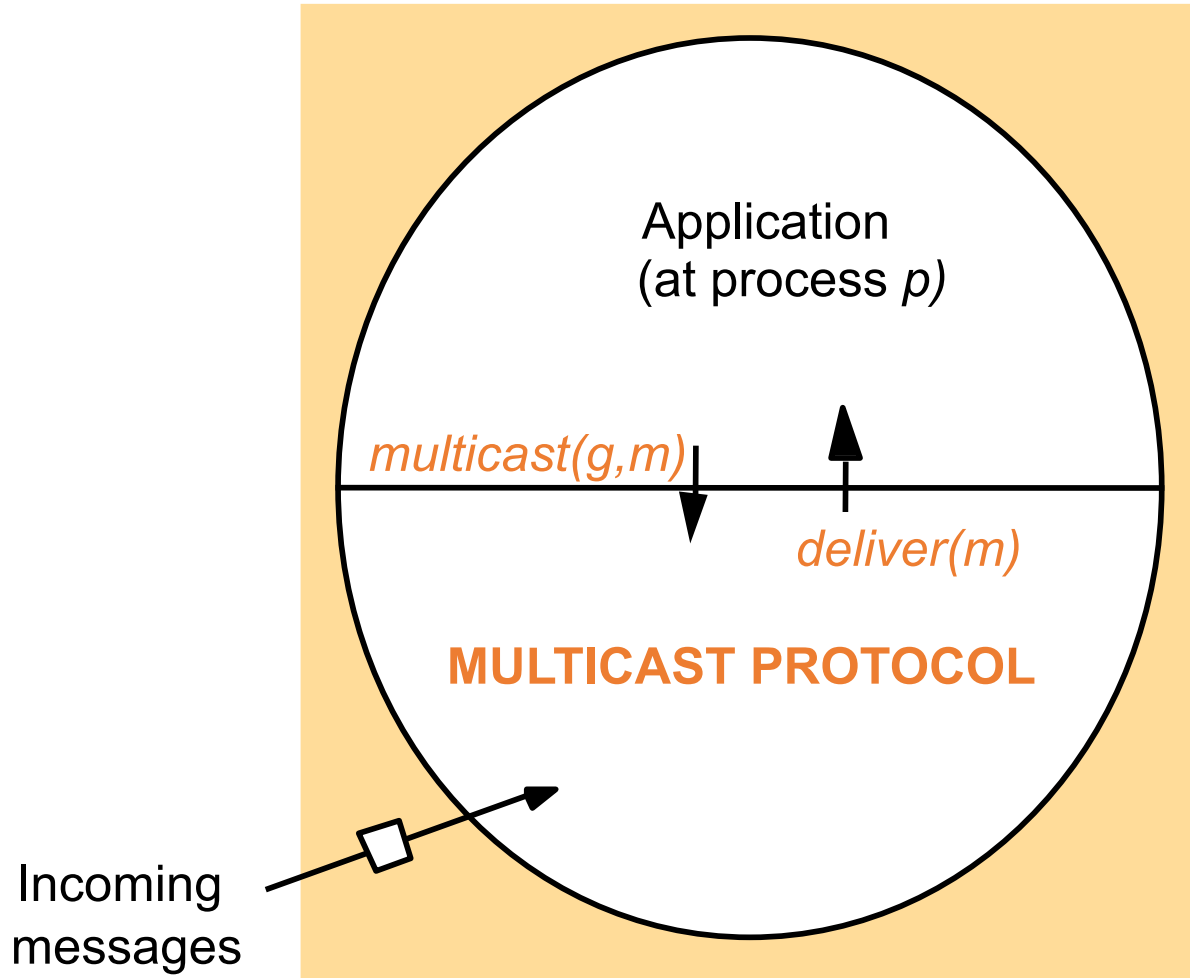 Application
(at process p)
multicast(g,m)
deliver(m)
MULTICAST PROTOCOL
Incoming
messages